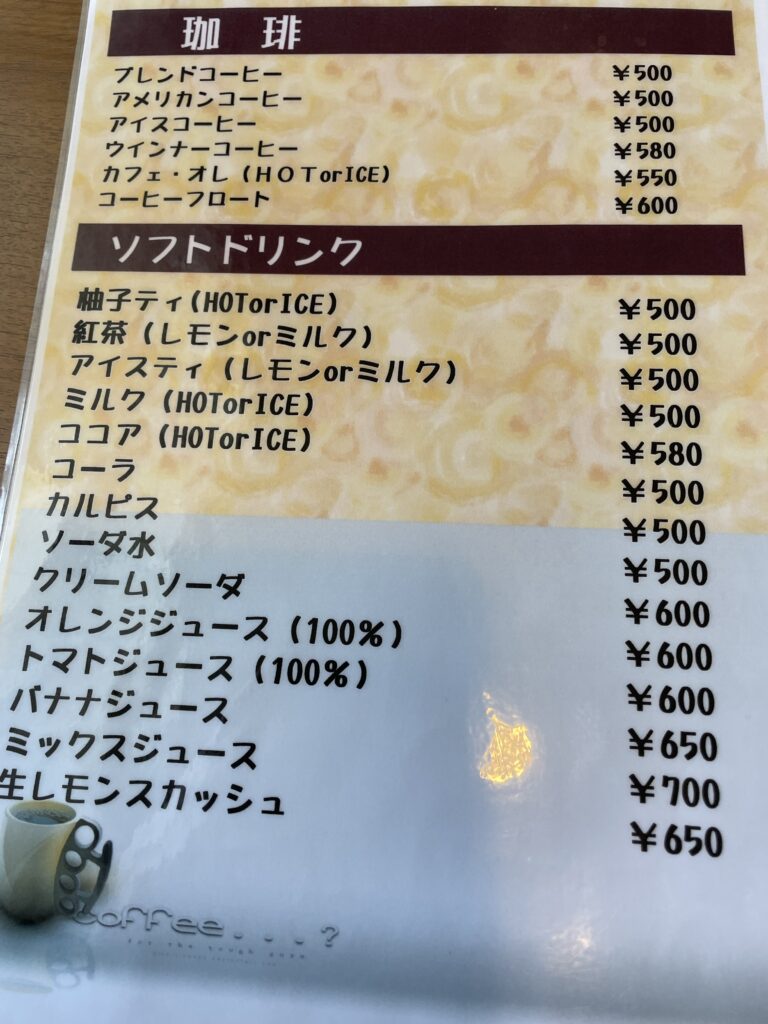 珈 琲
ブレンドコーヒー ￥500
アメリカンコーヒー ￥500
アイスコーヒー ￥500
ウインナーコーヒー ￥580
カフェ・オレ（ＨＯＴorICE） ￥550
コーヒーフロート ￥600
ソフトドリンク
柚子ティ(HOTorICE) ￥500
紅茶（レモンorミルク） ￥500
アイスティ（レモンorミルク） ￥500
ミルク（HOTorICE） ￥500
ココア（HOTorICE） ￥580
コーラ ￥500
カルピス ￥500
ソーダ水 ￥500
クリームソーダ ￥600
オレンジジュース（100％） ￥600
トマトジュース（100％） ￥600
バナナジュース ￥650
ミックスジュース ￥700
生レモンスカッシュ ￥650
coffee....?
for the tough guys